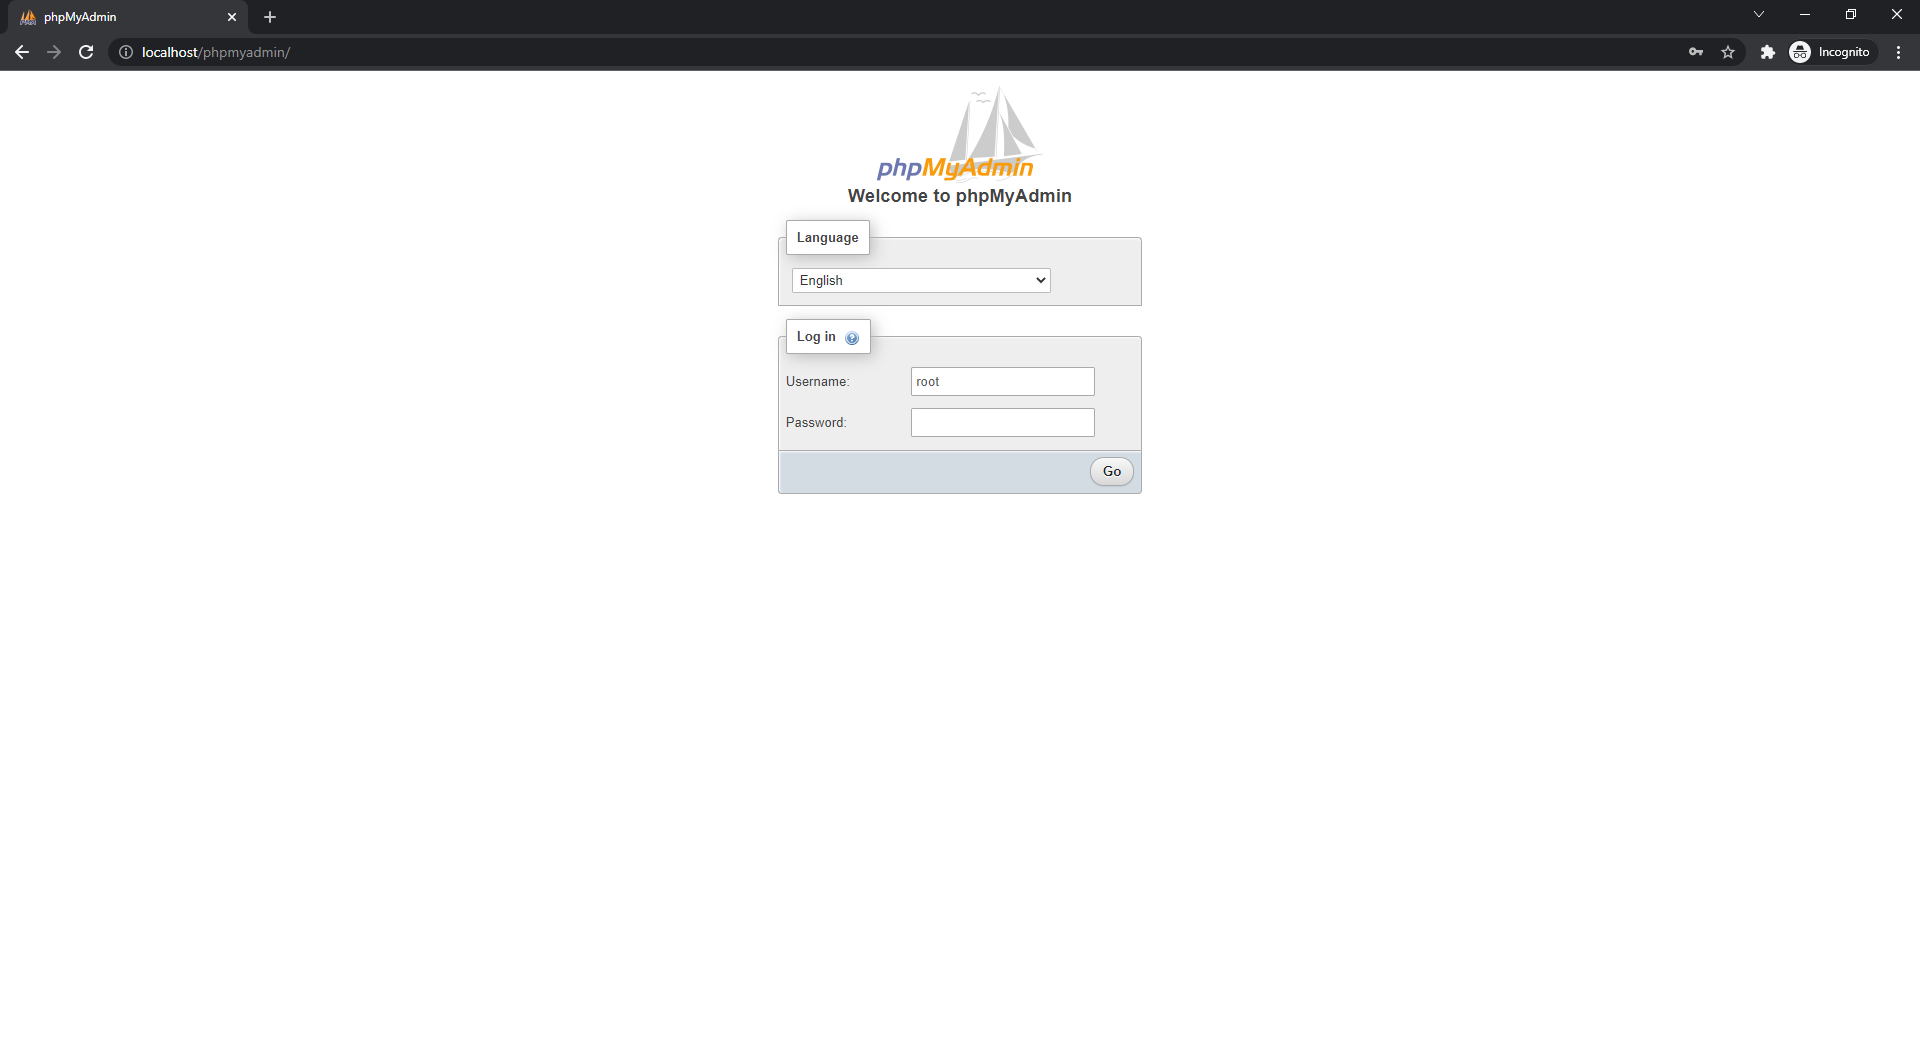 phpMyAdmin
localhost/phpmyadmin/
Incognito
phpMyAdmin
Welcome to phpMyAdmin
Language
English
Log in
Username:
root
Password:
Go